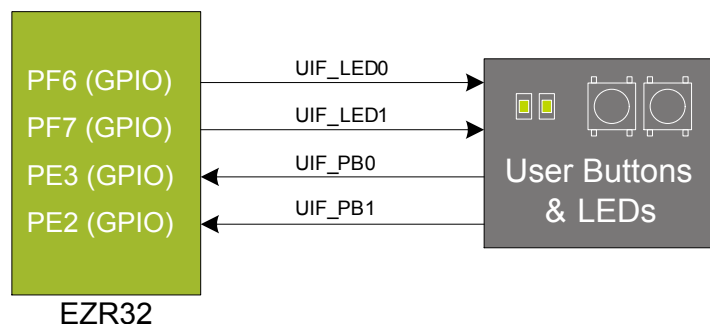 PF6 (GPIO)
PF7 (GPIO)
PE3 (GPIO)
PE2 (GPIO)
EZR32
UIF_LED0
UIF_LED1
UIF_PB0
UIF_PB1
User Buttons
& LEDs